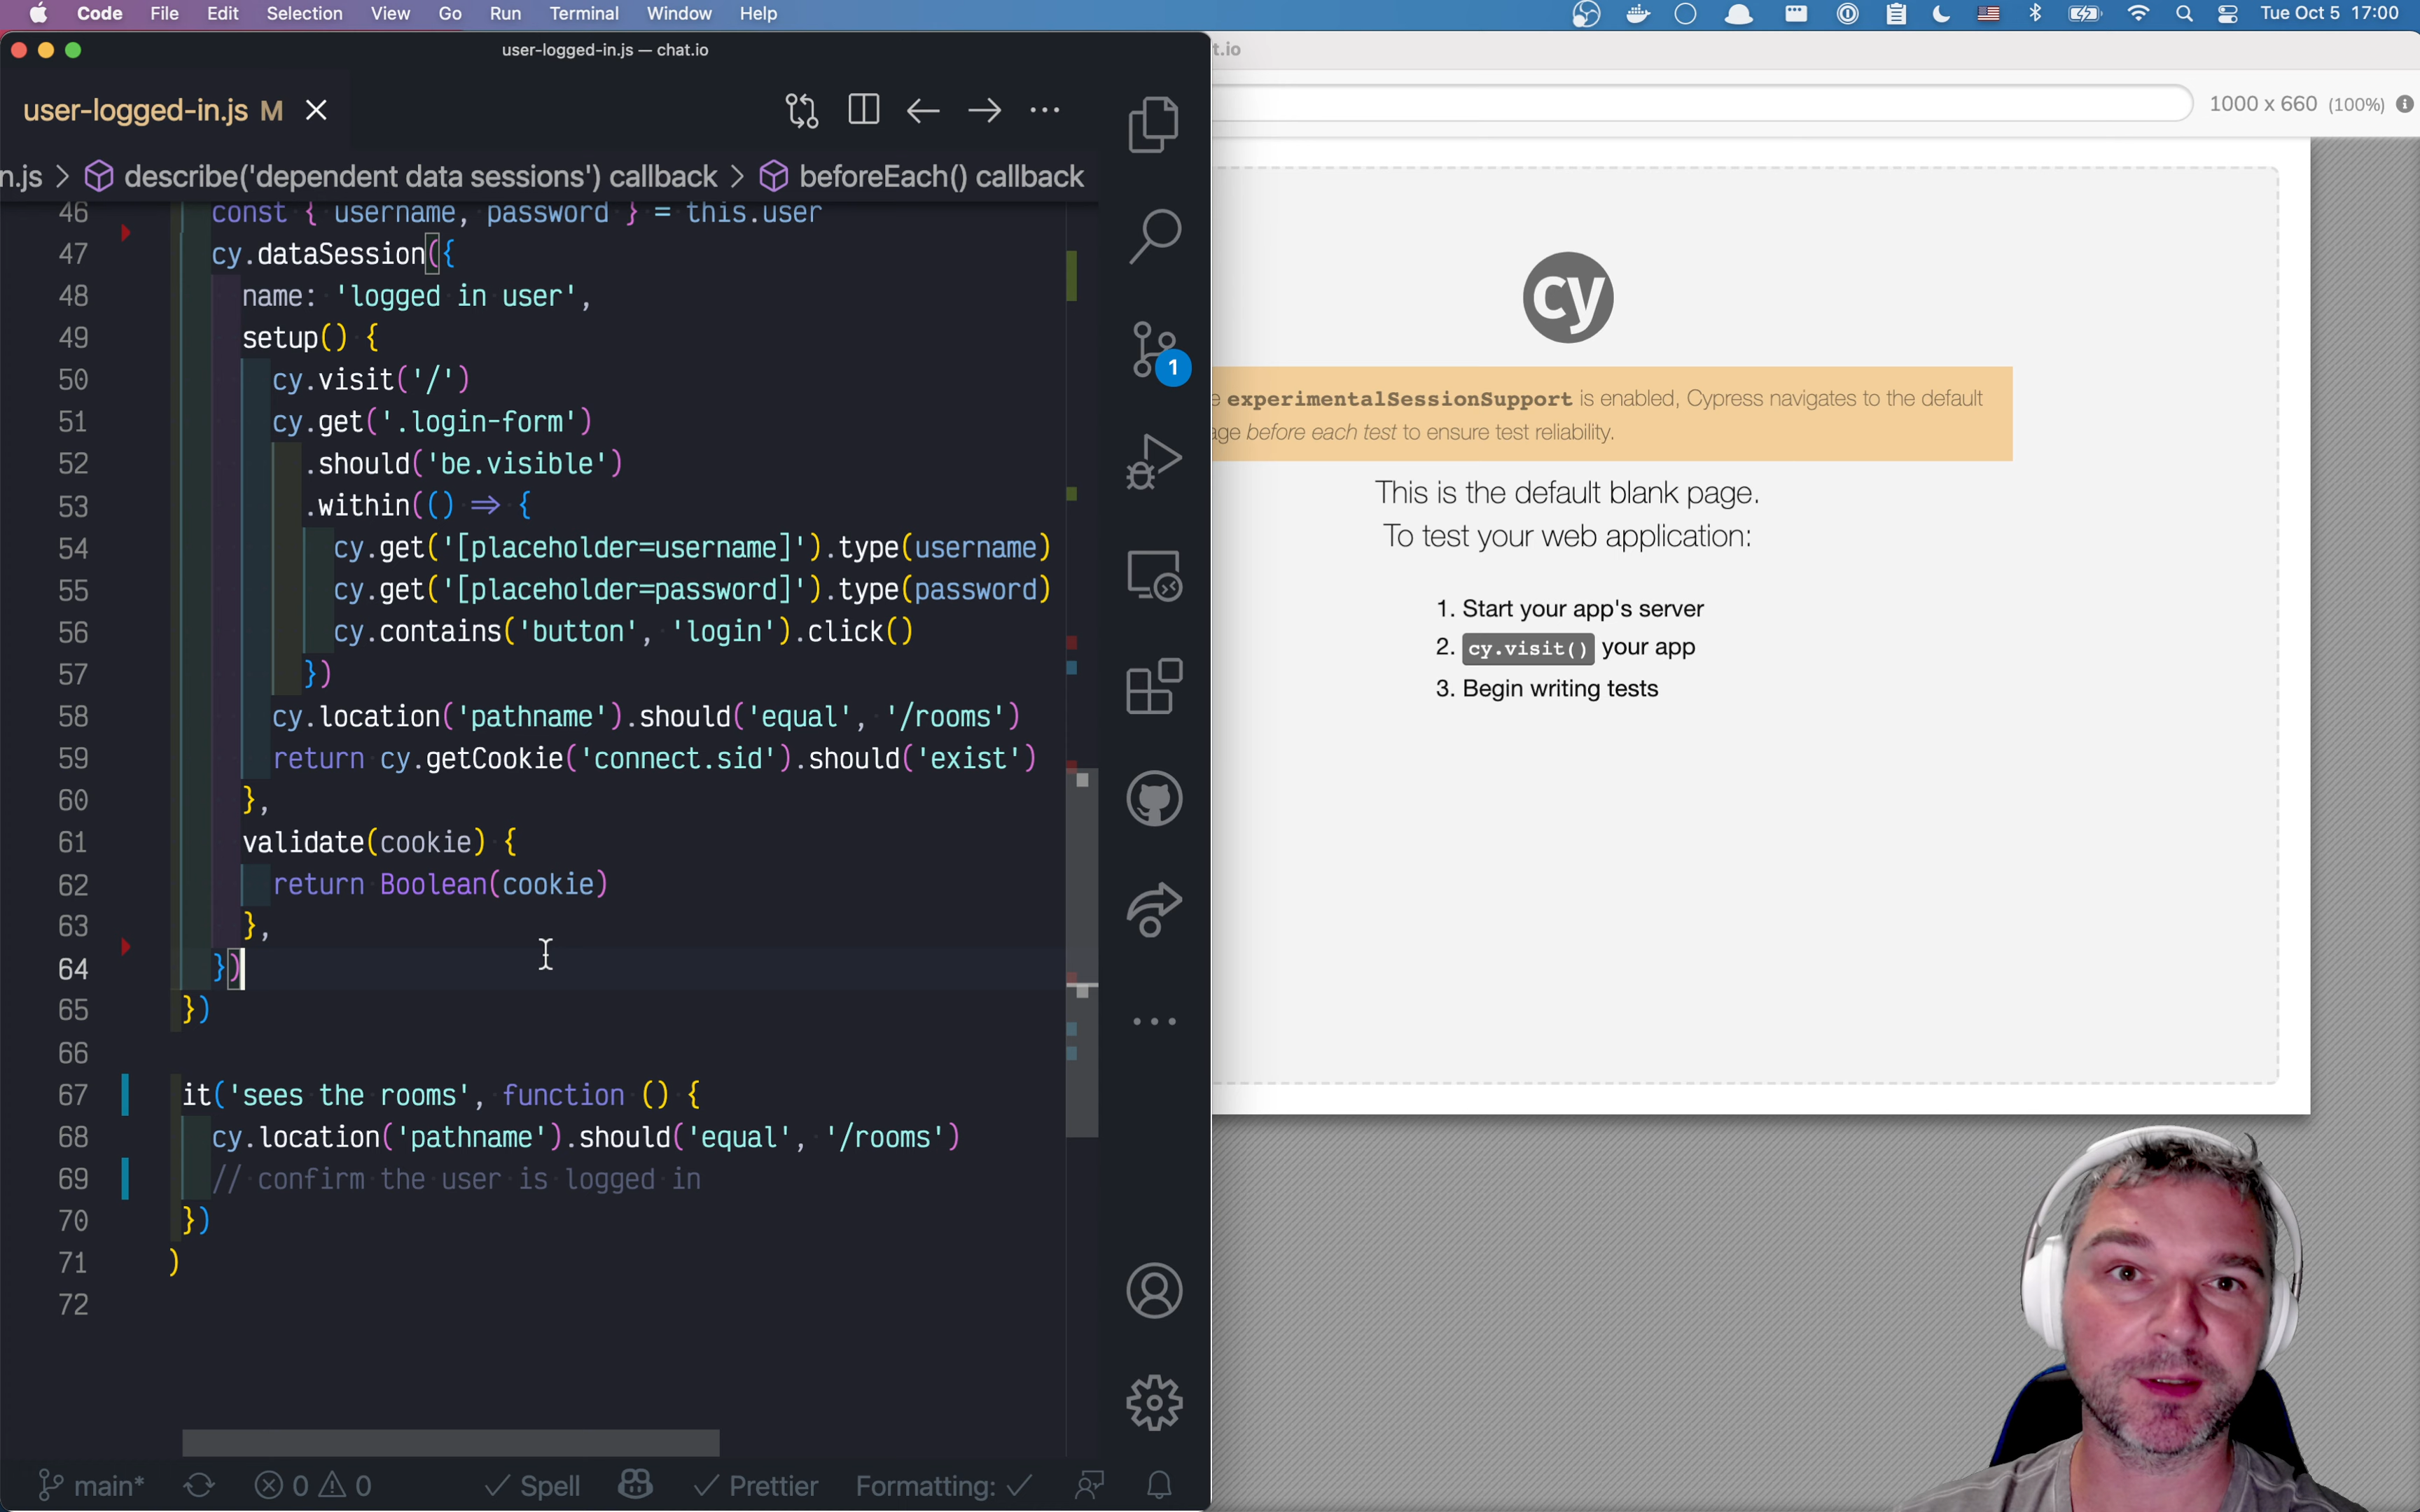 Code File Edit Selection View Go Run Terminal Window Help Tue Oct 5 17:00
user-logged-in.js — chat.io
t.io
user-logged-in.js M
1000 x 660 (100%)
n.js > describe('dependent data sessions') callback > beforeEach() callback
46 const { username, password } = this.user
47 cy.dataSession({
48 name: 'logged in user',
49 setup() {
50 cy.visit('/')
51 cy.get('.login-form')
52 .should('be.visible')
53 .within(() ⇒ {
54 cy.get('[placeholder=username]').type(username)
55 cy.get('[placeholder=password]').type(password)
56 cy.contains('button', 'login').click()
57 })
58 cy.location('pathname').should('equal', '/rooms')
59 return cy.getCookie('connect.sid').should('exist')
60 },
61 validate(cookie) {
62 return Boolean(cookie)
63 },
64 })
65 })
66
67 it('sees the rooms', function () {
68 cy.location('pathname').should('equal', '/rooms')
69 // confirm the user is logged in
70 })
71 )
72
1
main* 0 0 Spell Prettier Formatting:
cy
experimentalSessionSupport is enabled, Cypress navigates to the default
before each test to ensure test reliability.
This is the default blank page.
To test your web application:
1. Start your app's server
2. cy.visit() your app
3. Begin writing tests